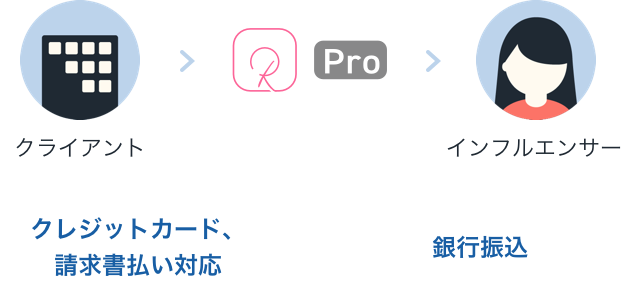 R Pro
クライアント
インフルエンサー
クレジットカード、
請求書払い対応
銀行振込